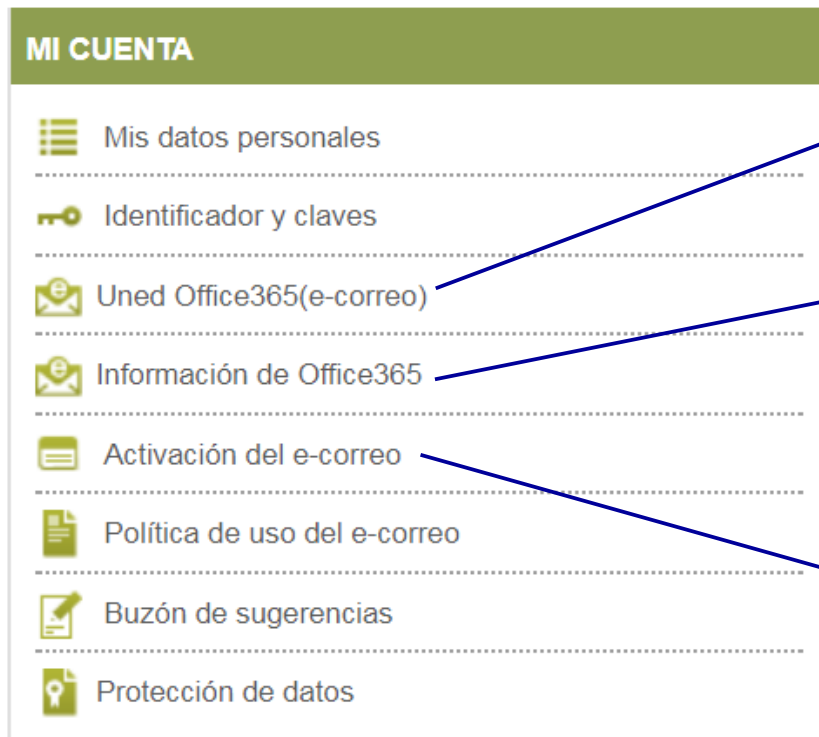 MI CUENTA
Mis datos personales
Identificador y claves
Uned Office365(e-correo)
Información de Office365
Activación del e-correo
Política de uso del e-correo
Buzón de sugerencias
Protección de datos